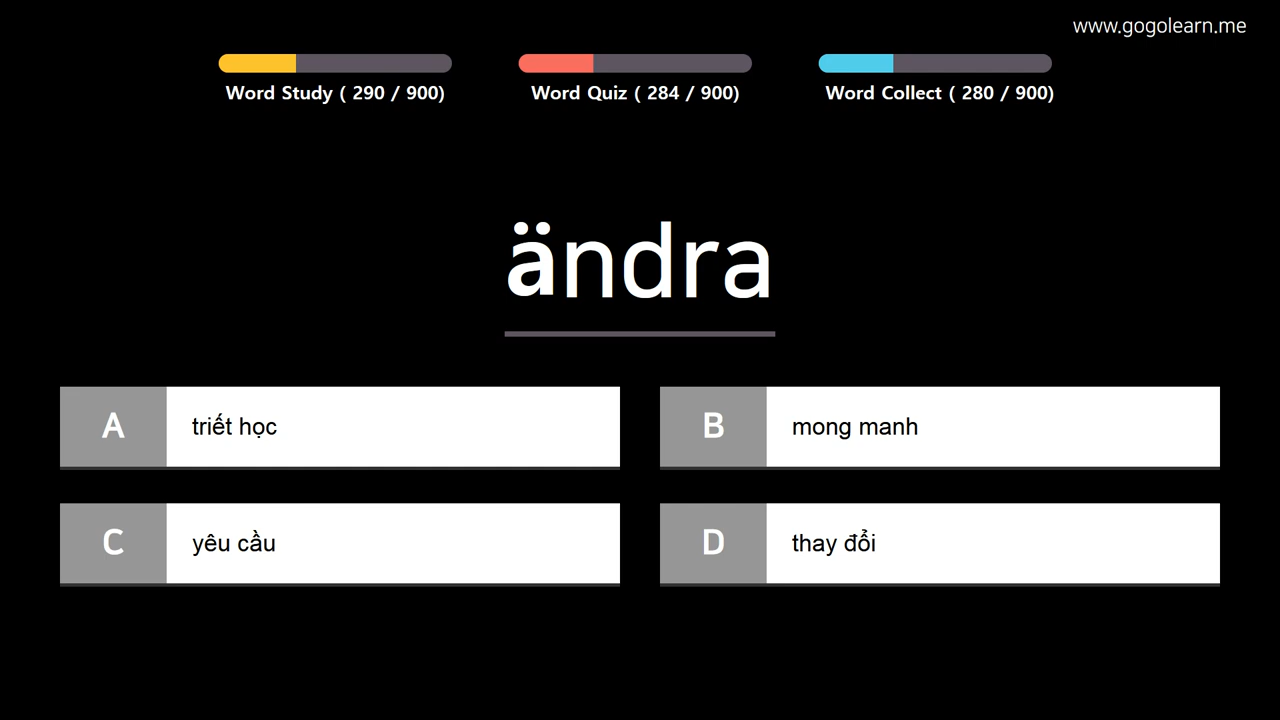 www.gogolearn.me
Word Study ( 290 / 900)
Word Quiz ( 284 / 900)
Word Collect ( 280 / 900)
ändra
A triết học
B mong manh
C yêu cầu
D thay đổi